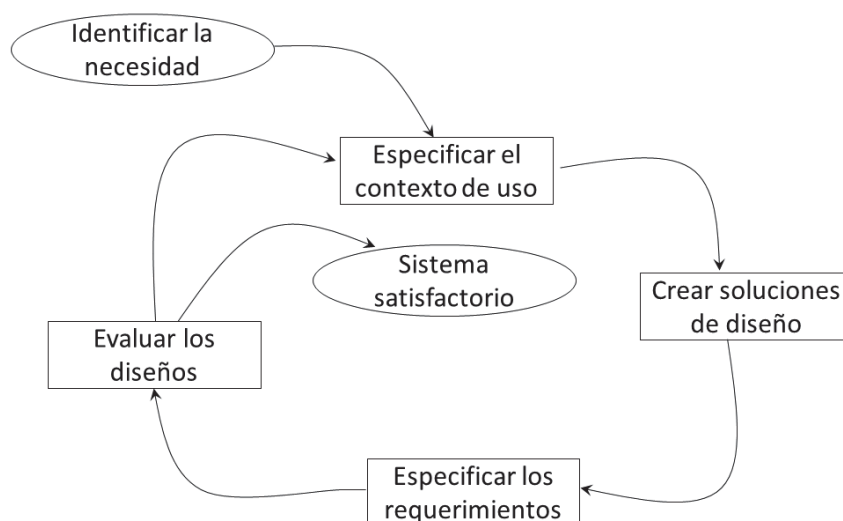 Identificar la
necesidad
Especificar el
contexto de uso
Sistema
satisfactorio
Crear soluciones
de diseño
Evaluar los
diseños
Especificar los
requerimientos